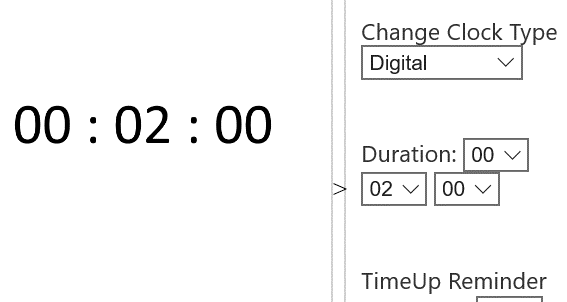 00 : 02 : 00
>
Change Clock Type
Digital
Duration: 00
02 00
TimeUp Reminder